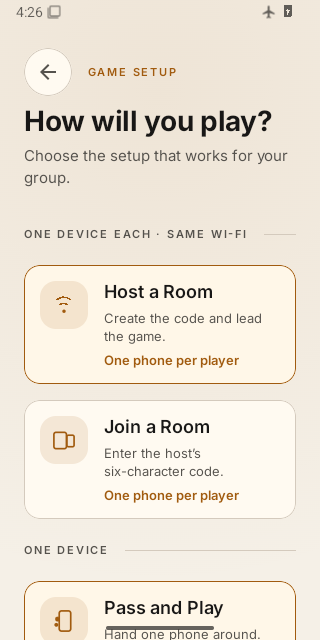 4:26
GAME SETUP
How will you play?
Choose the setup that works for your
group.
ONE DEVICE EACH · SAME WI-FI
Host a Room
Create the code and lead
the game.
One phone per player
Join a Room
Enter the host’s
six-character code.
One phone per player
ONE DEVICE
Pass and Play
Hand one phone around.